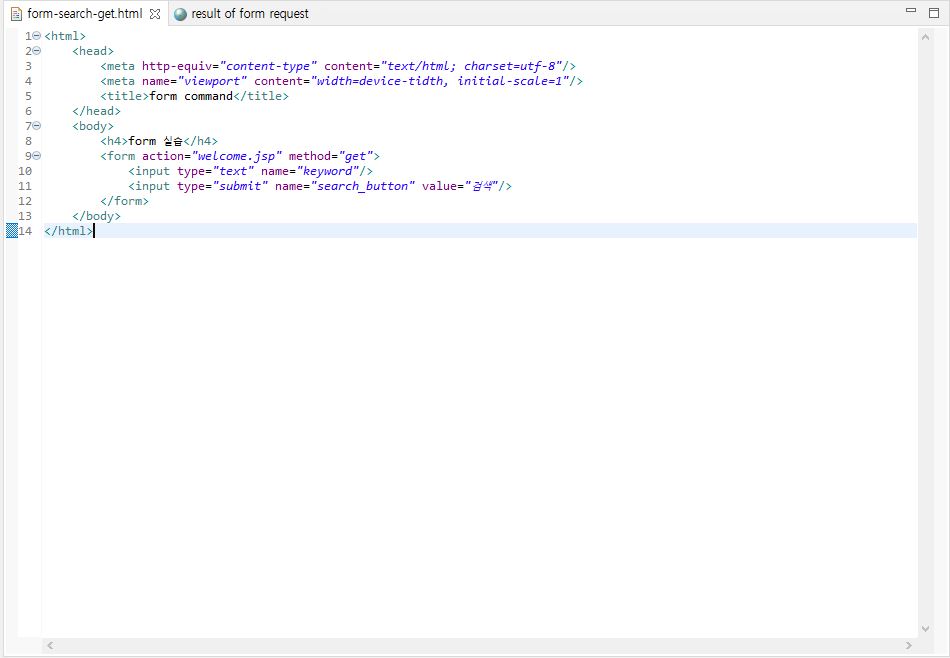 form-search-get.html result of form request
1 <html>
2 <head>
3 <meta http-equiv="content-type" content="text/html; charset=utf-8"/>
4 <meta name="viewport" content="width=device-tidth, initial-scale=1"/>
5 <title>form command</title>
6 </head>
7 <body>
8 <h4>form 실습</h4>
9 <form action="welcome.jsp" method="get">
10 <input type="text" name="keyword"/>
11 <input type="submit" name="search_button" value="검색"/>
12 </form>
13 </body>
14 </html>